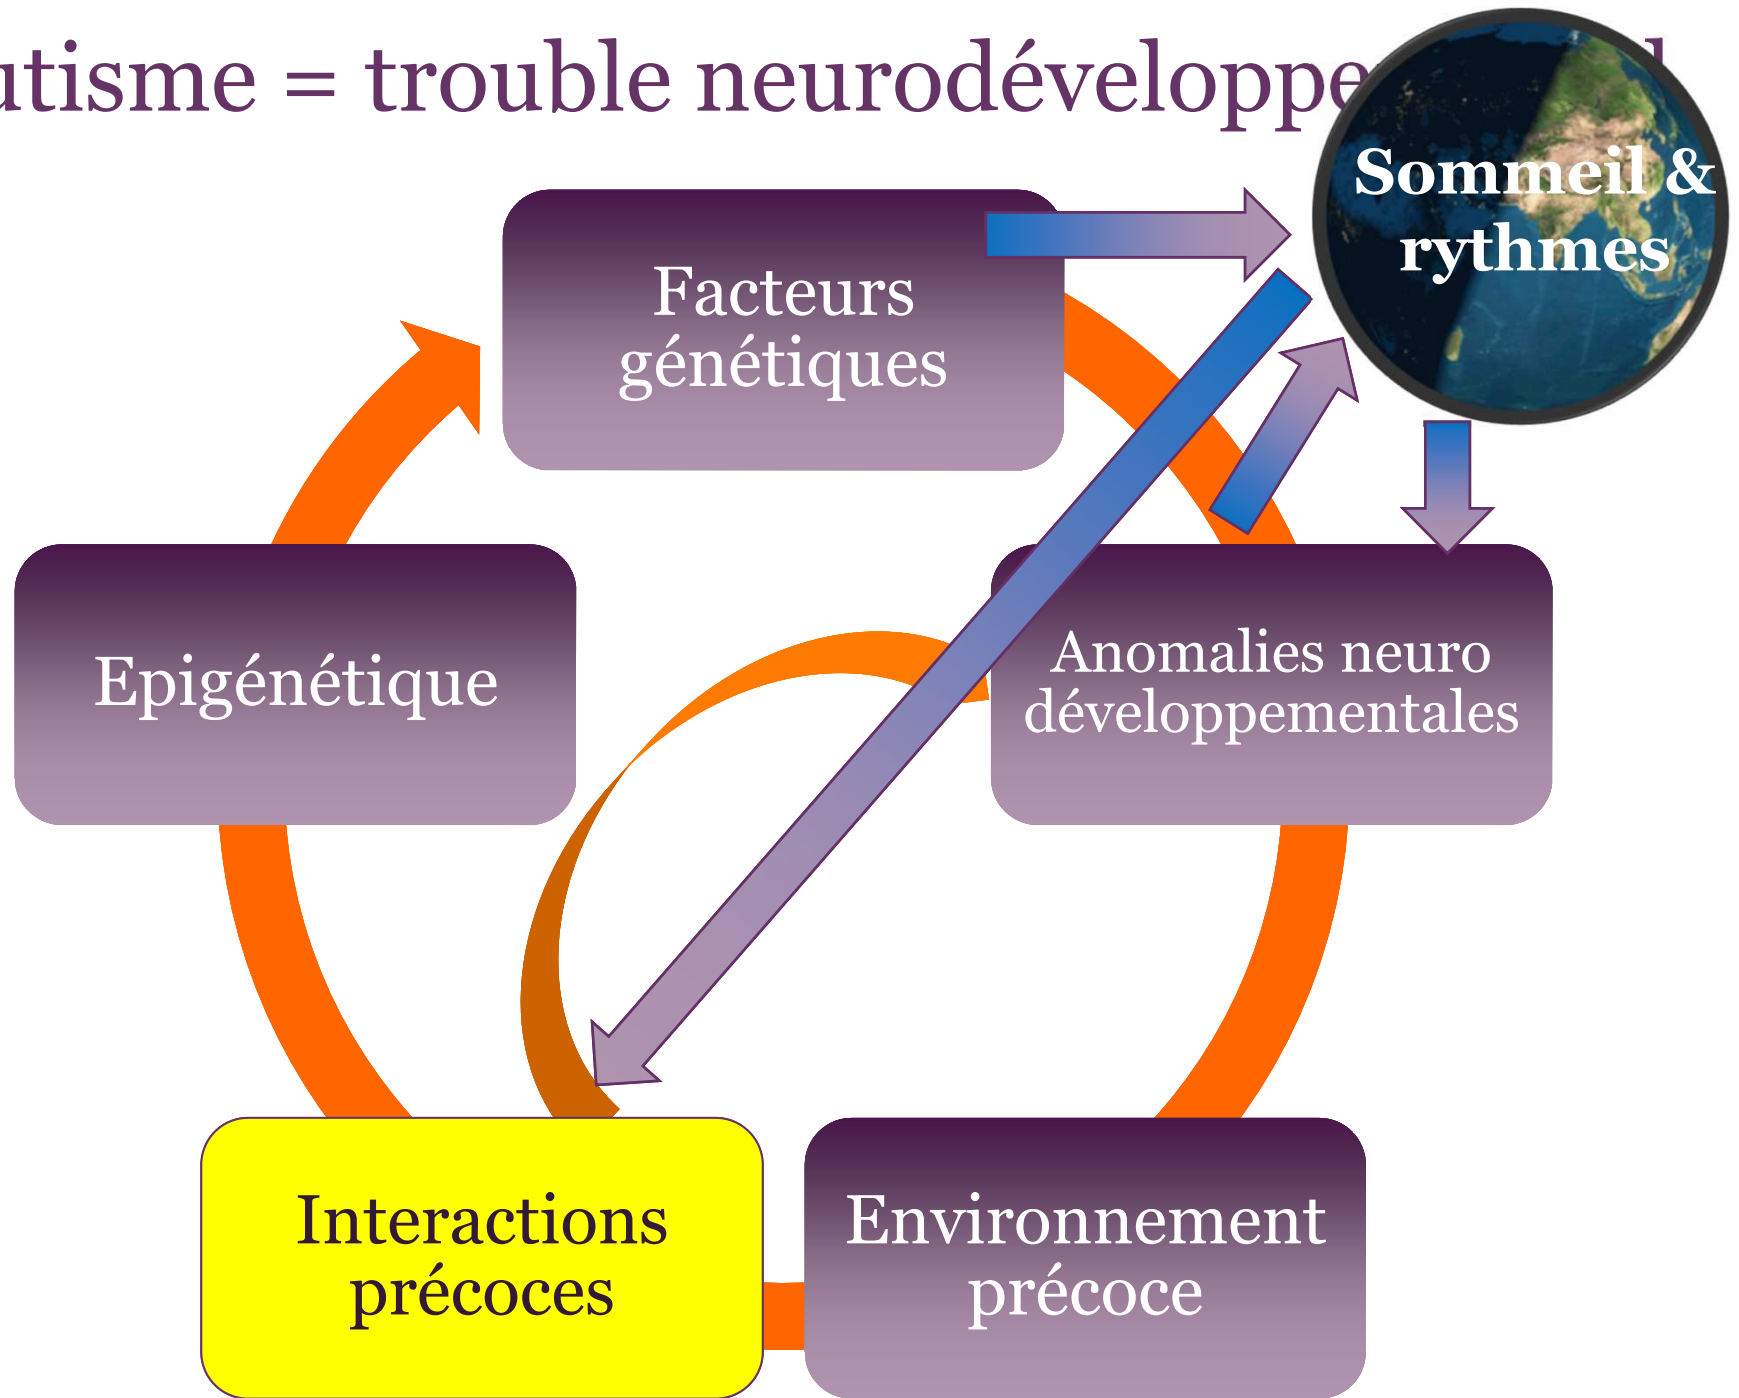 utisme = trouble neurodéveloppe
Sommeil &
rythmes
Facteurs
génétiques
Epigénétique
Anomalies neuro
développementales
Interactions
précoces
Environnement
précoce